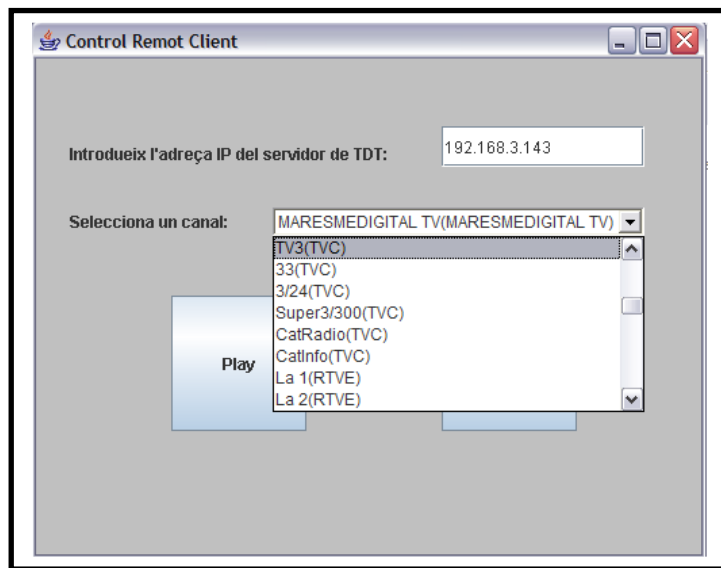 Control Remot Client
Introdueix l'adreça IP del servidor de TDT:
192.168.3.143
Selecciona un canal:
MARESMEDIGITAL TV(MARESMEDIGITAL TV)
TV3(TVC)
33(TVC)
3/24(TVC)
Super3/300(TVC)
CatRadio(TVC)
CatInfo(TVC)
La 1(RTVE)
La 2(RTVE)
Play